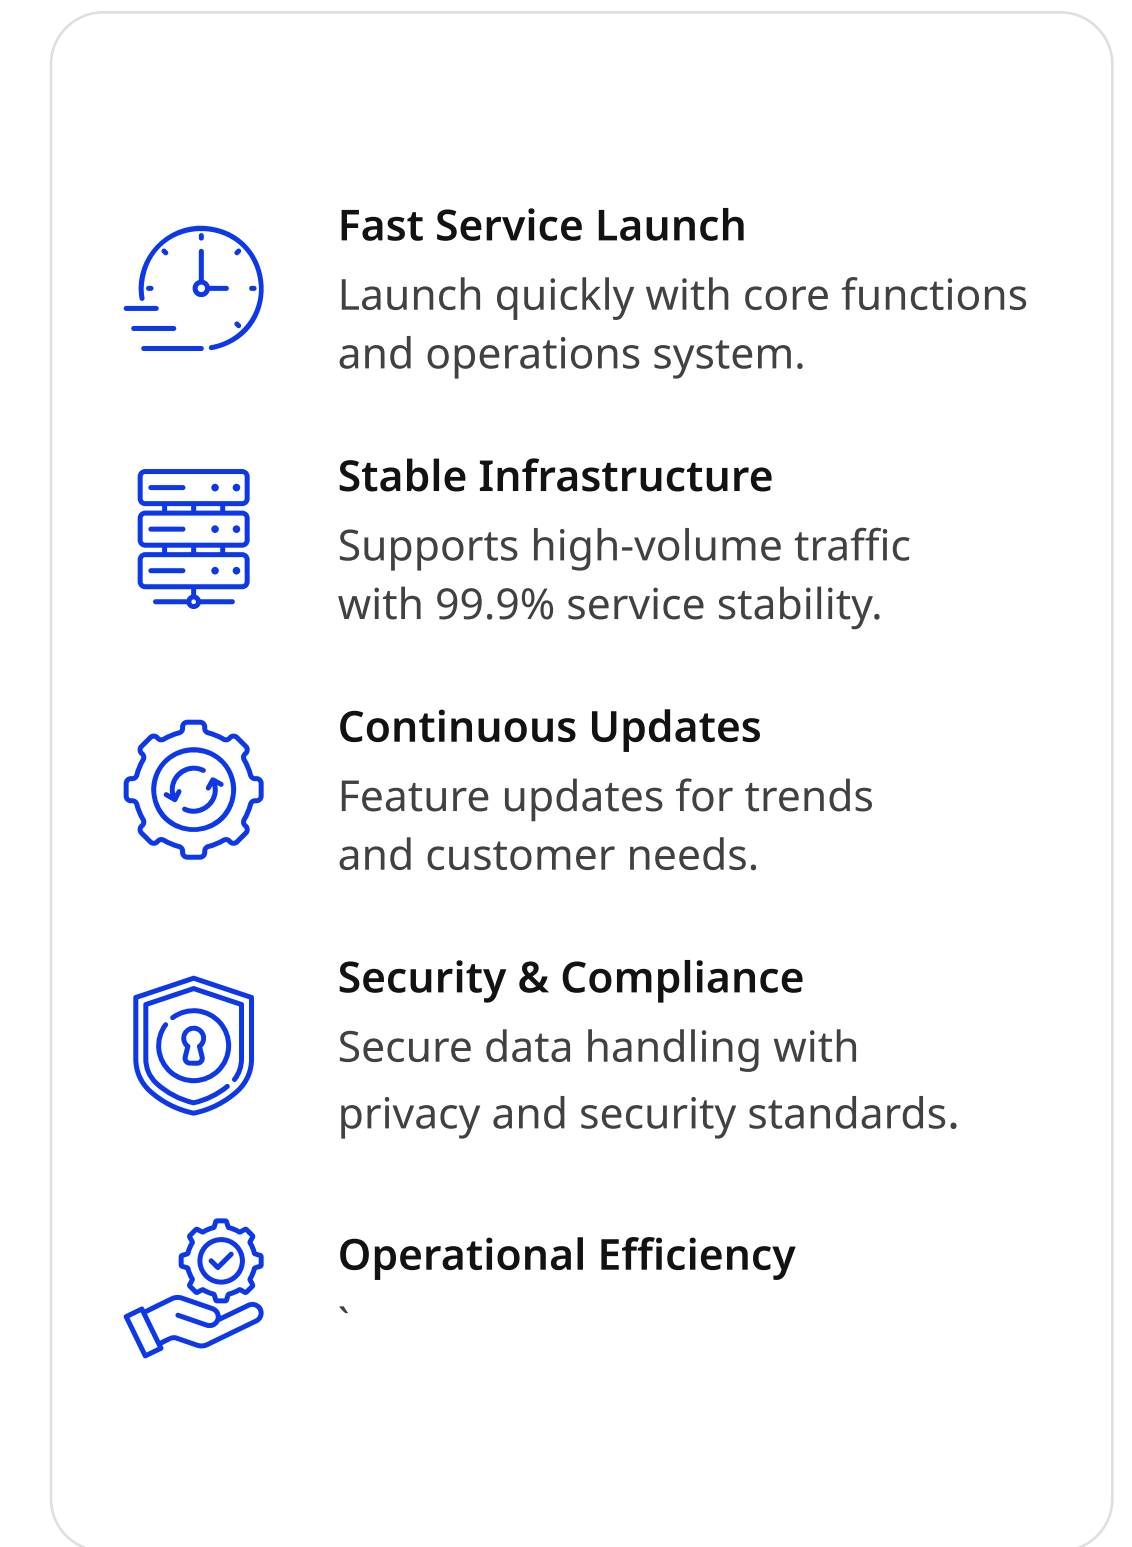 Fast Service Launch
Launch quickly with core functions
and operations system.
Stable Infrastructure
Supports high-volume traffic
with 99.9% service stability.
Continuous Updates
Feature updates for trends
and customer needs.
Security & Compliance
Secure data handling with
privacy and security standards.
Operational Efficiency
`